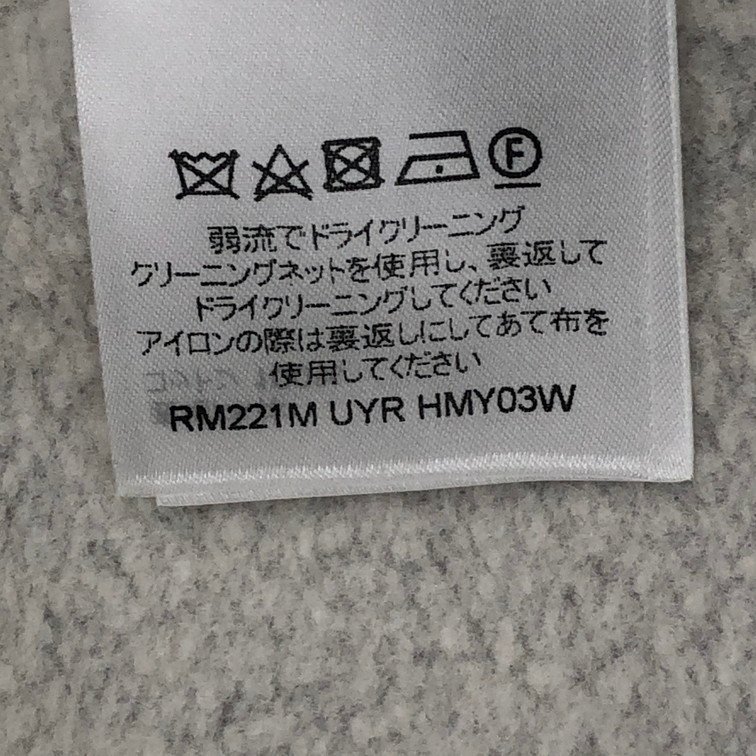 F
弱流でドライクリーニング
クリーニングネットを使用し、裏返して
ドライクリーニングしてください
アイロンの際は裏返しにしてあて布を
使用してください
RM221M UYR HMY03W